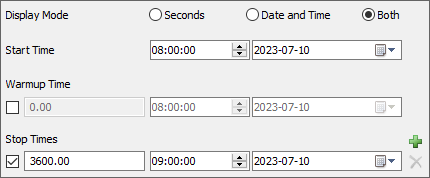 Display Mode Seconds Date and Time Both
Start Time 08:00:00 2023-07-10
Warmup Time
0.00 08:00:00 2023-07-10
Stop Times
3600.00 09:00:00 2023-07-10